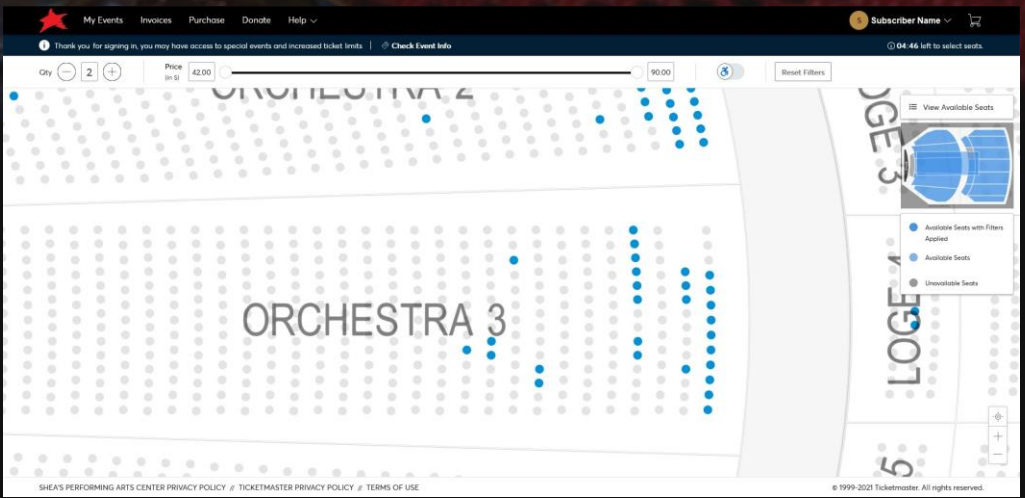 My Events Invoices Purchase Donate Help
S Subscriber Name
i Thank you for signing in, you may have access to special events and increased ticket limits | Check Event Info
04:46 left to select seats.
Qty 2
Price
(in $)
42.00
90.00
Reset Filters
ORCHESTRA 2
LOGE 3
View Available Seats
Available Seats with Filters
Applied
Available Seats
Unavailable Seats
ORCHESTRA 3
LOGE 4
5
SHEA'S PERFORMING ARTS CENTER PRIVACY POLICY // TICKETMASTER PRIVACY POLICY // TERMS OF USE
© 1999-2021 Ticketmaster. All rights reserved.